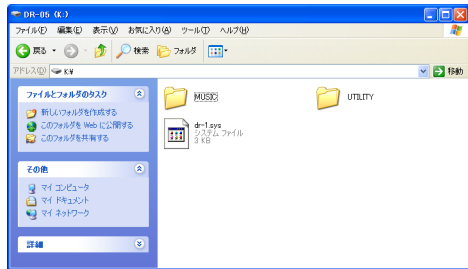 DR-05 (K:)
ファイル(F) 編集(E) 表示(V) お気に入り(A) ツール(T) ヘルプ(H)
戻る 検索 フォルダ
アドレス(D) K:¥ 移動
ファイルとフォルダのタスク
新しいフォルダを作成する
このフォルダを Web に公開する
このフォルダを共有する
その他
マイ コンピュータ
マイ ドキュメント
マイ ネットワーク
詳細
MUSIC UTILITY
dr-1.sys
システム ファイル
3 KB